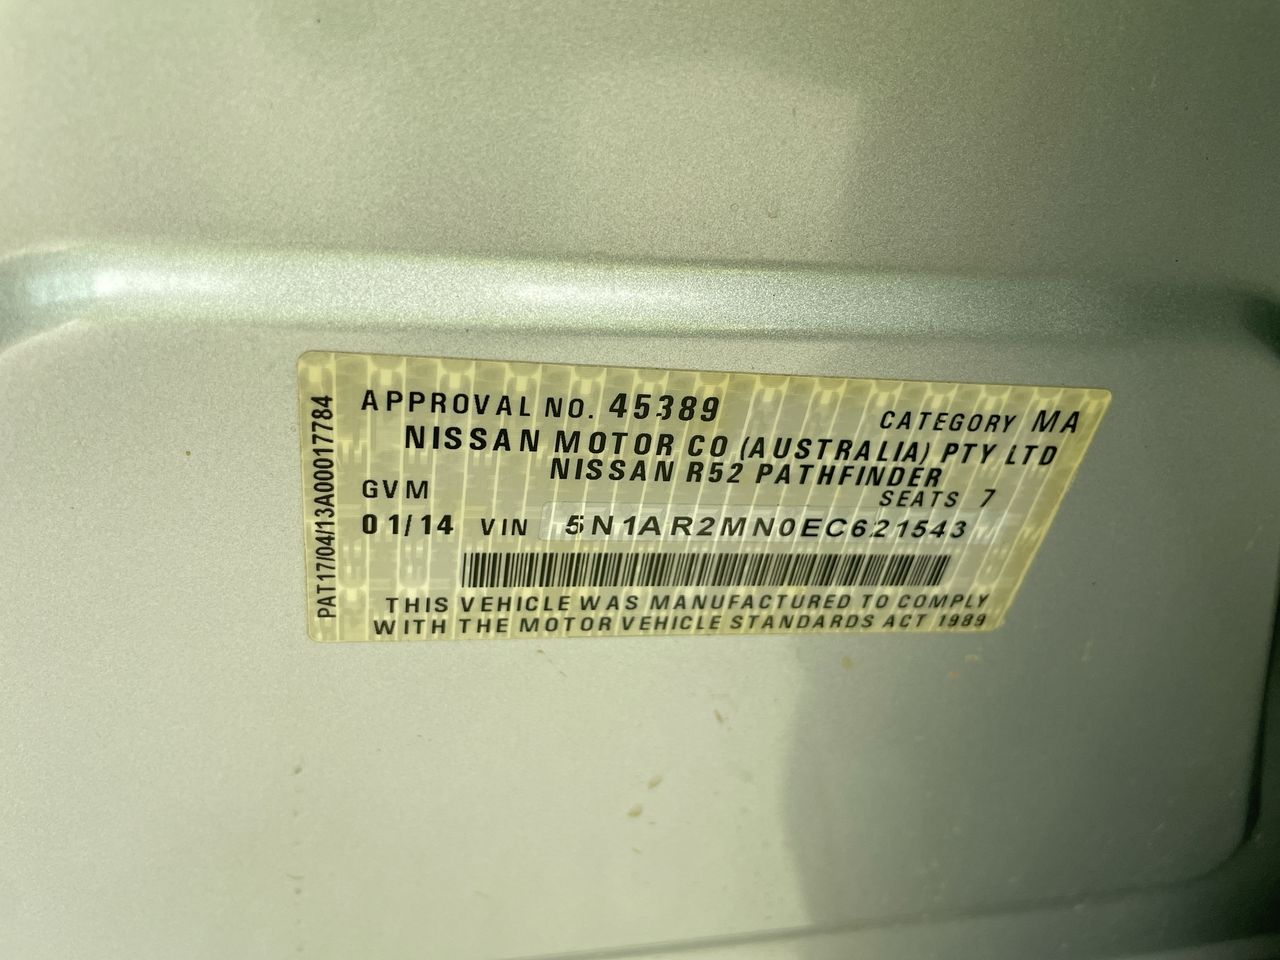 PAT17/04/13A00017784
APPROVAL NO. 45389 CATEGORY MA
NISSAN MOTOR CO (AUSTRALIA) PTY LTD
NISSAN R52 PATHFINDER
GVM SEATS 7
01/14 VIN 5N1AR2MN0EC621543
THIS VEHICLE WAS MANUFACTURED TO COMPLY
WITH THE MOTOR VEHICLE STANDARDS ACT 1989